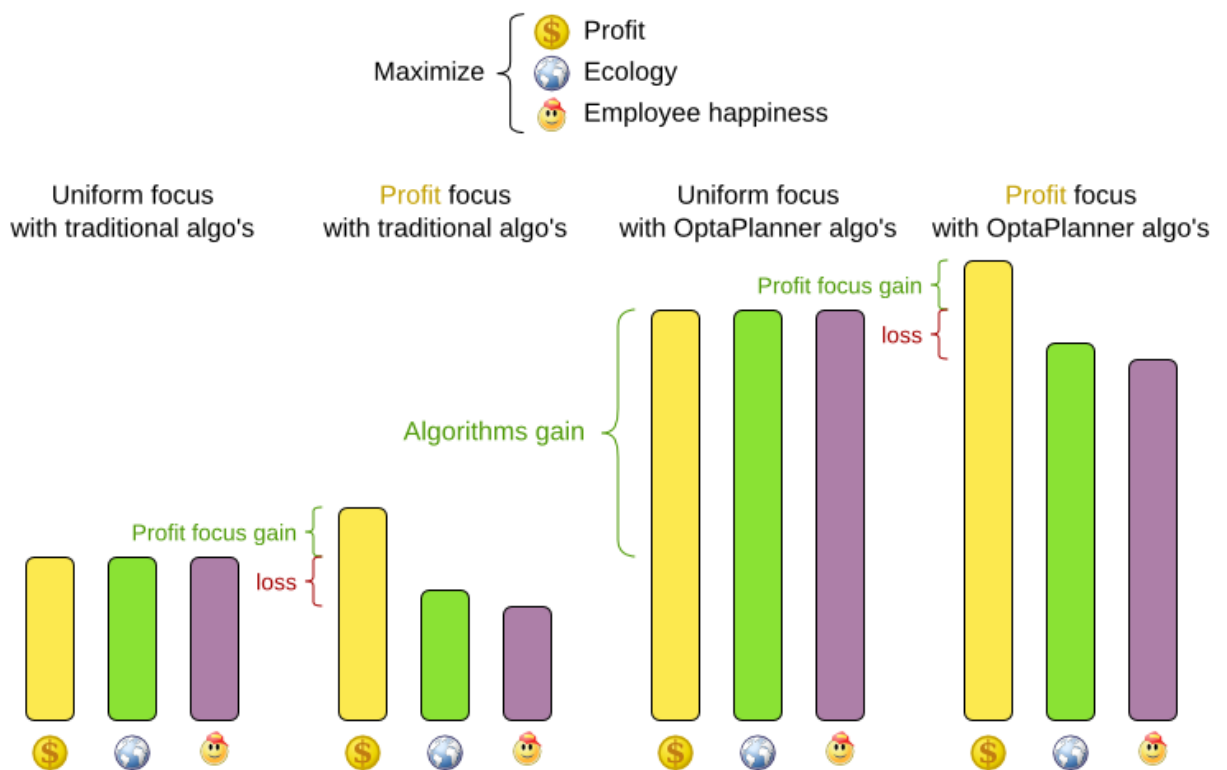 Profit
Maximize
Ecology
Employee happiness
Uniform focus
with traditional algo's
Profit focus
with traditional algo's
Uniform focus
with OptaPlanner algo's
Profit focus
with OptaPlanner algo's
Profit focus gain
loss
Algorithms gain
Profit focus gain
loss
$
$
$
$